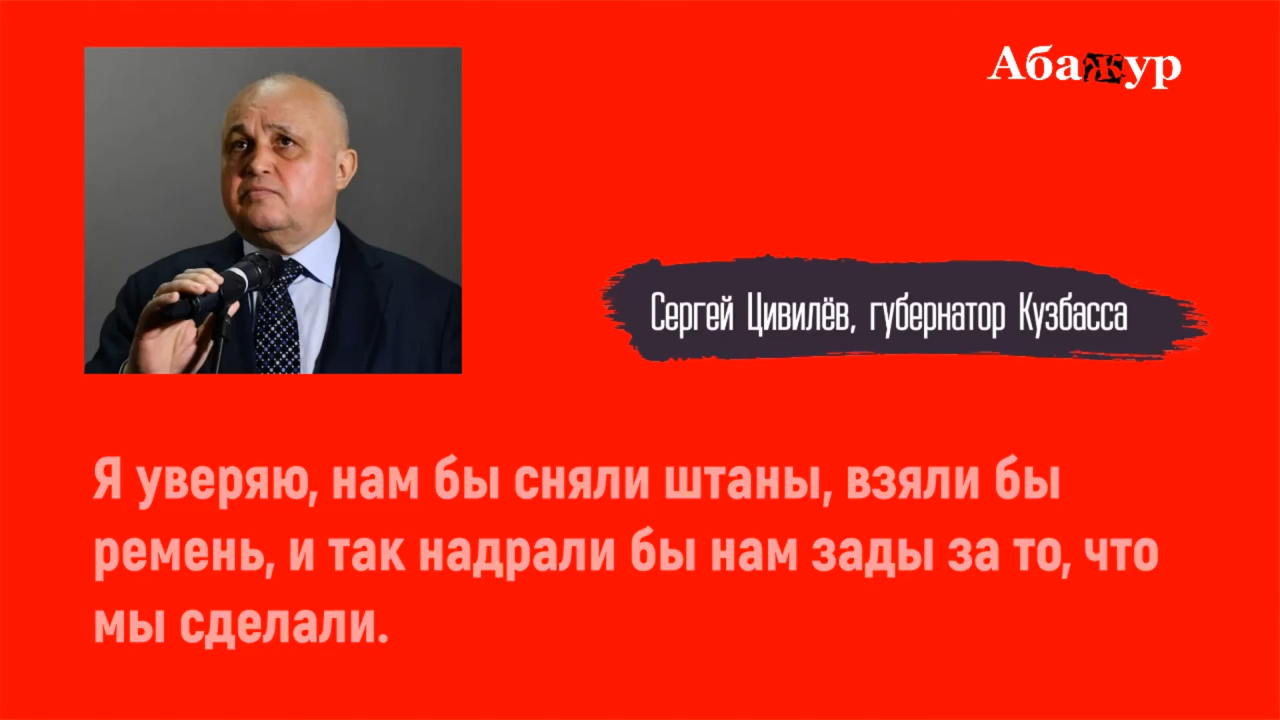 Абажур
Сергей Цивилёв, губернатор Кузбасса
Я уверяю, нам бы сняли штаны, взяли бы
ремень, и так надрали бы нам зады за то, что
мы сделали.